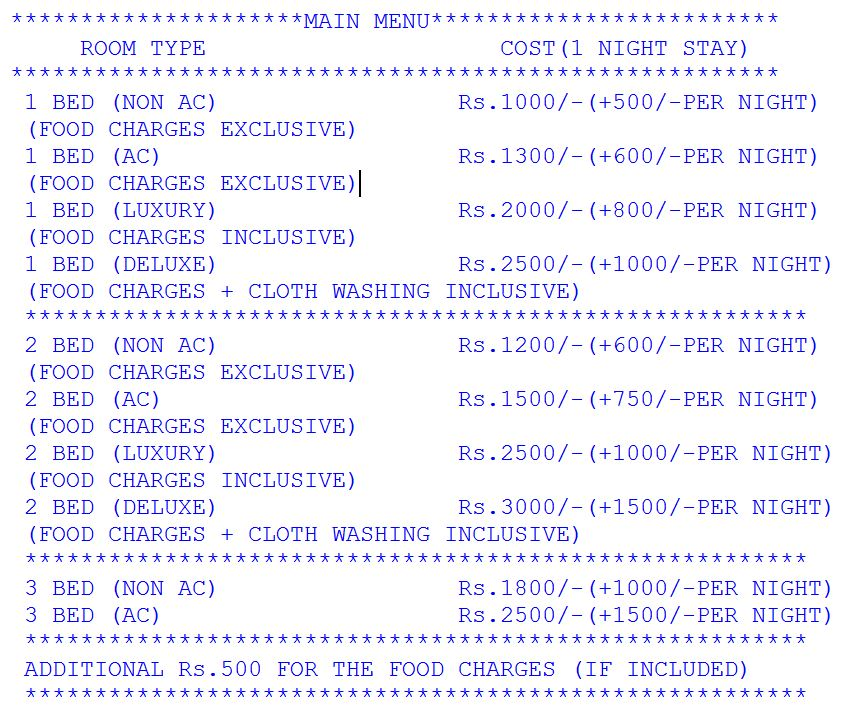 *********************MAIN MENU*************************
ROOM TYPE COST(1 NIGHT STAY)
*******************************************************
1 BED (NON AC) Rs.1000/-(+500/-PER NIGHT)
(FOOD CHARGES EXCLUSIVE)
1 BED (AC) Rs.1300/-(+600/-PER NIGHT)
(FOOD CHARGES EXCLUSIVE)
1 BED (LUXURY) Rs.2000/-(+800/-PER NIGHT)
(FOOD CHARGES INCLUSIVE)
1 BED (DELUXE) Rs.2500/-(+1000/-PER NIGHT)
(FOOD CHARGES + CLOTH WASHING INCLUSIVE)
********************************************************
2 BED (NON AC) Rs.1200/-(+600/-PER NIGHT)
(FOOD CHARGES EXCLUSIVE)
2 BED (AC) Rs.1500/-(+750/-PER NIGHT)
(FOOD CHARGES EXCLUSIVE)
2 BED (LUXURY) Rs.2500/-(+1000/-PER NIGHT)
(FOOD CHARGES INCLUSIVE)
2 BED (DELUXE) Rs.3000/-(+1500/-PER NIGHT)
(FOOD CHARGES + CLOTH WASHING INCLUSIVE)
********************************************************
3 BED (NON AC) Rs.1800/-(+1000/-PER NIGHT)
3 BED (AC) Rs.2500/-(+1500/-PER NIGHT)
********************************************************
ADDITIONAL Rs.500 FOR THE FOOD CHARGES (IF INCLUDED)
********************************************************